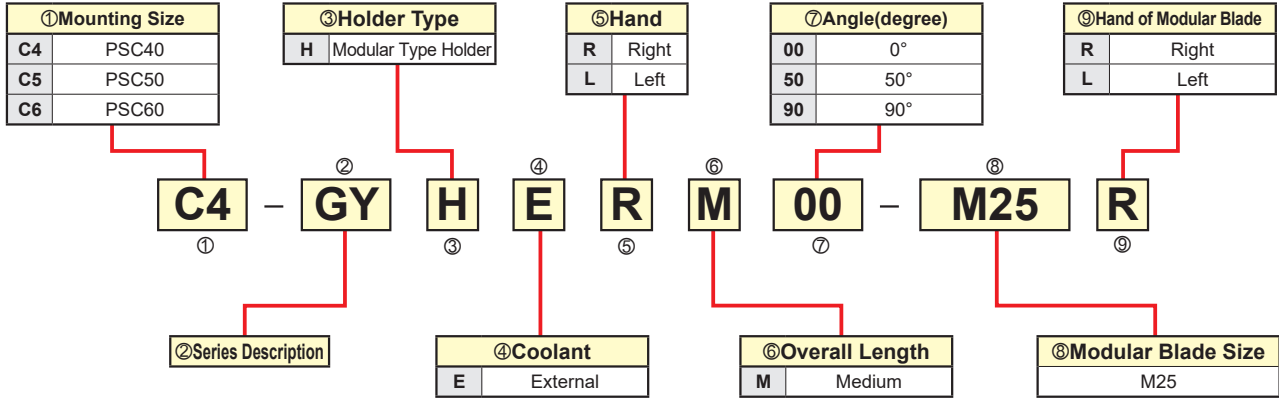 ①Mounting Size
C4 PSC40
C5 PSC50
C6 PSC60
③Holder Type
H Modular Type Holder
⑤Hand
R Right
L Left
⑦Angle(degree)
00 0°
50 50°
90 90°
⑨Hand of Modular Blade
R Right
L Left
② ④ ⑥ ⑧
C4 – GY H E R M 00 – M25 R
① ③ ⑤ ⑦ ⑨
②Series Description
④Coolant
E External
⑥Overall Length
M Medium
⑧Modular Blade Size
M25